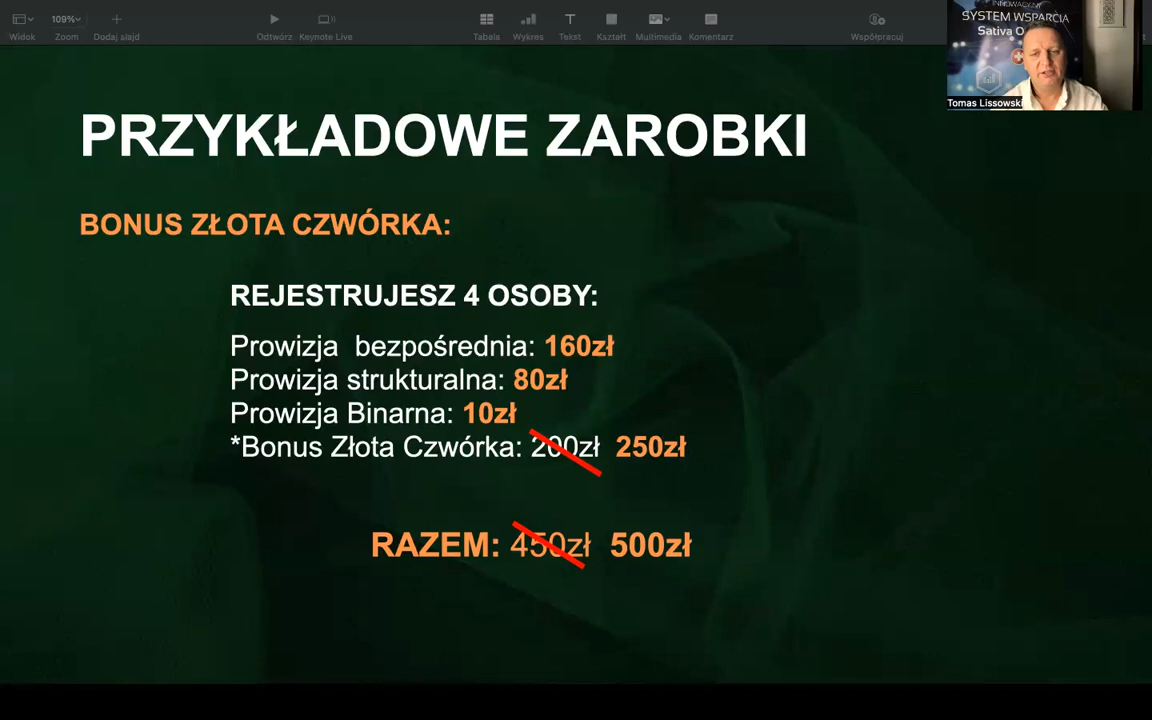 109%
Widok
Zoom
Dodaj slajd
Odtwórz
Keynote Live
Tabela
Wykres
Tekst
Kształt
Multimedia
Komentarz
Współpracuj
SYSTEM WSPARCIA
Sativa
Tomas Lissowski
PRZYKŁADOWE ZAROBKI
BONUS ZŁOTA CZWÓRKA:
REJESTRUJESZ 4 OSOBY:
Prowizja bezpośrednia: 160zł
Prowizja strukturalna: 80zł
Prowizja Binarna: 10zł
*Bonus Złota Czwórka: 200zł 250zł
RAZEM: 450zł 500zł